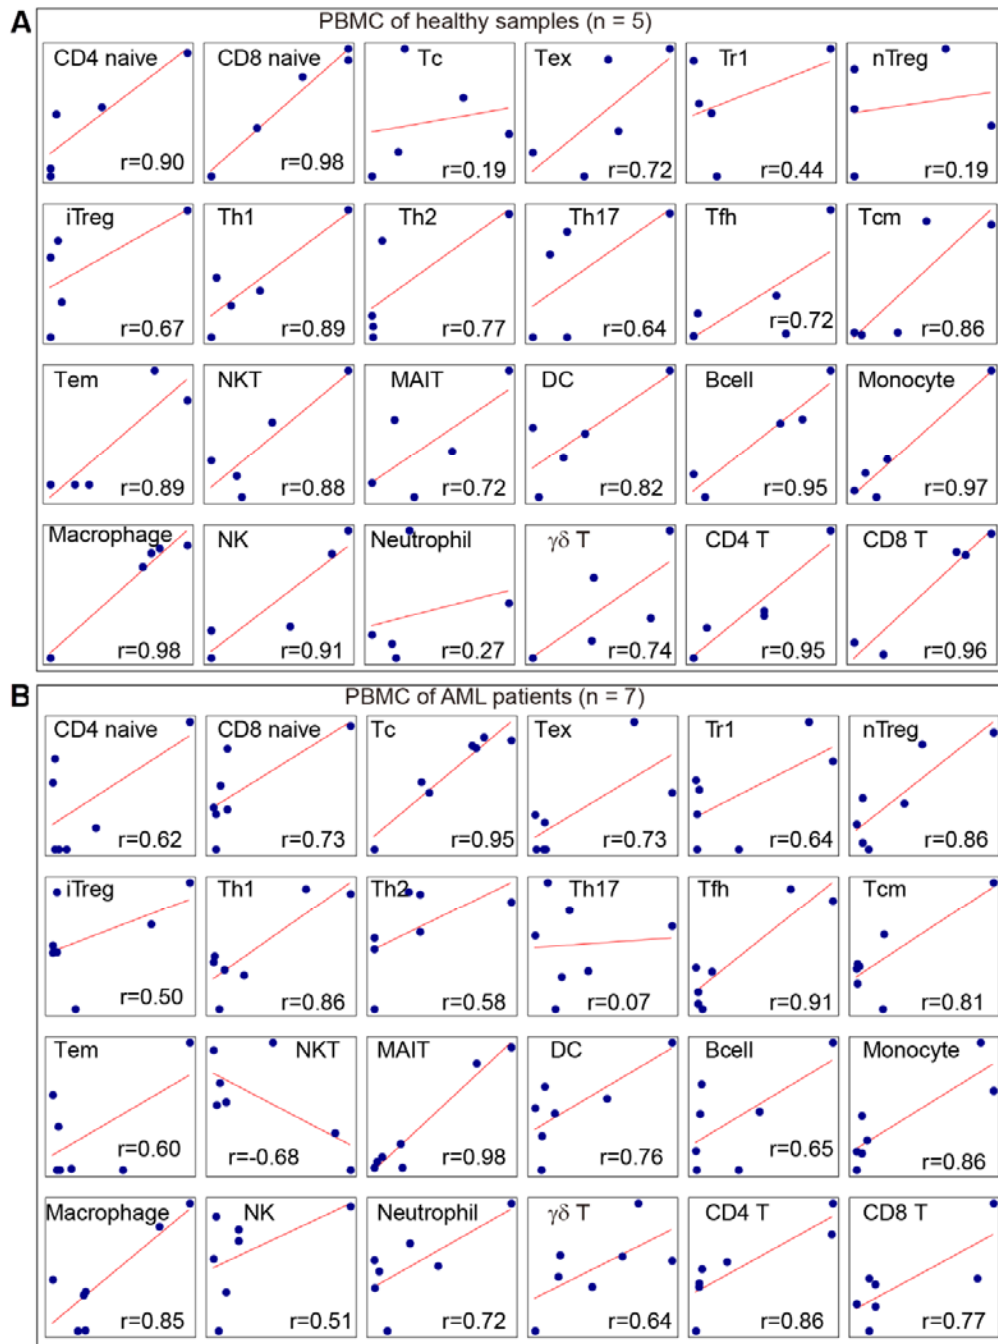 A
PBMC of healthy samples (n = 5)
CD4 naive CD8 naive Tc Tex Tr1 nTreg
r=0.90 r=0.98 r=0.19 r=0.72 r=0.44 r=0.19
iTreg Th1 Th2 Th17 Tfh Tcm
r=0.67 r=0.89 r=0.77 r=0.64 r=0.72 r=0.86
Tem NKT MAIT DC Bcell Monocyte
r=0.89 r=0.88 r=0.72 r=0.82 r=0.95 r=0.97
Macrophage NK Neutrophil γδ T CD4 T CD8 T
r=0.98 r=0.91 r=0.27 r=0.74 r=0.95 r=0.96
B
PBMC of AML patients (n = 7)
CD4 naive CD8 naive Tc Tex Tr1 nTreg
r=0.62 r=0.73 r=0.95 r=0.73 r=0.64 r=0.86
iTreg Th1 Th2 Th17 Tfh Tcm
r=0.50 r=0.86 r=0.58 r=0.07 r=0.91 r=0.81
Tem NKT MAIT DC Bcell Monocyte
r=0.60 r=-0.68 r=0.98 r=0.76 r=0.65 r=0.86
Macrophage NK Neutrophil γδ T CD4 T CD8 T
r=0.85 r=0.51 r=0.72 r=0.64 r=0.86 r=0.77